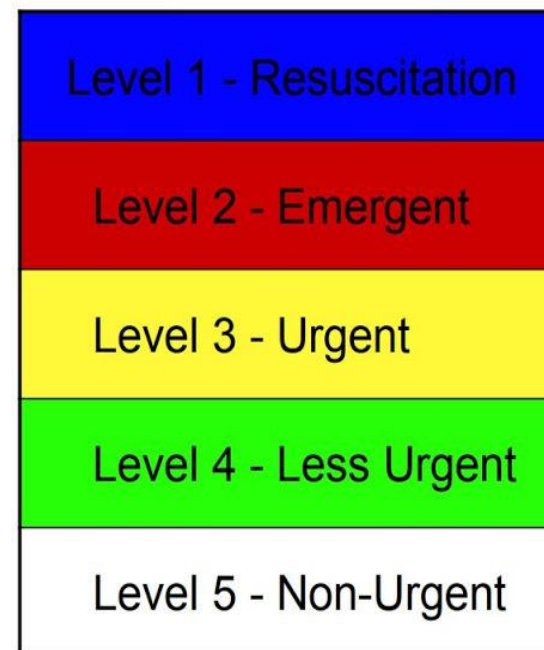 Level 1 - Resuscitation
Level 2 - Emergent
Level 3 - Urgent
Level 4 - Less Urgent
Level 5 - Non-Urgent